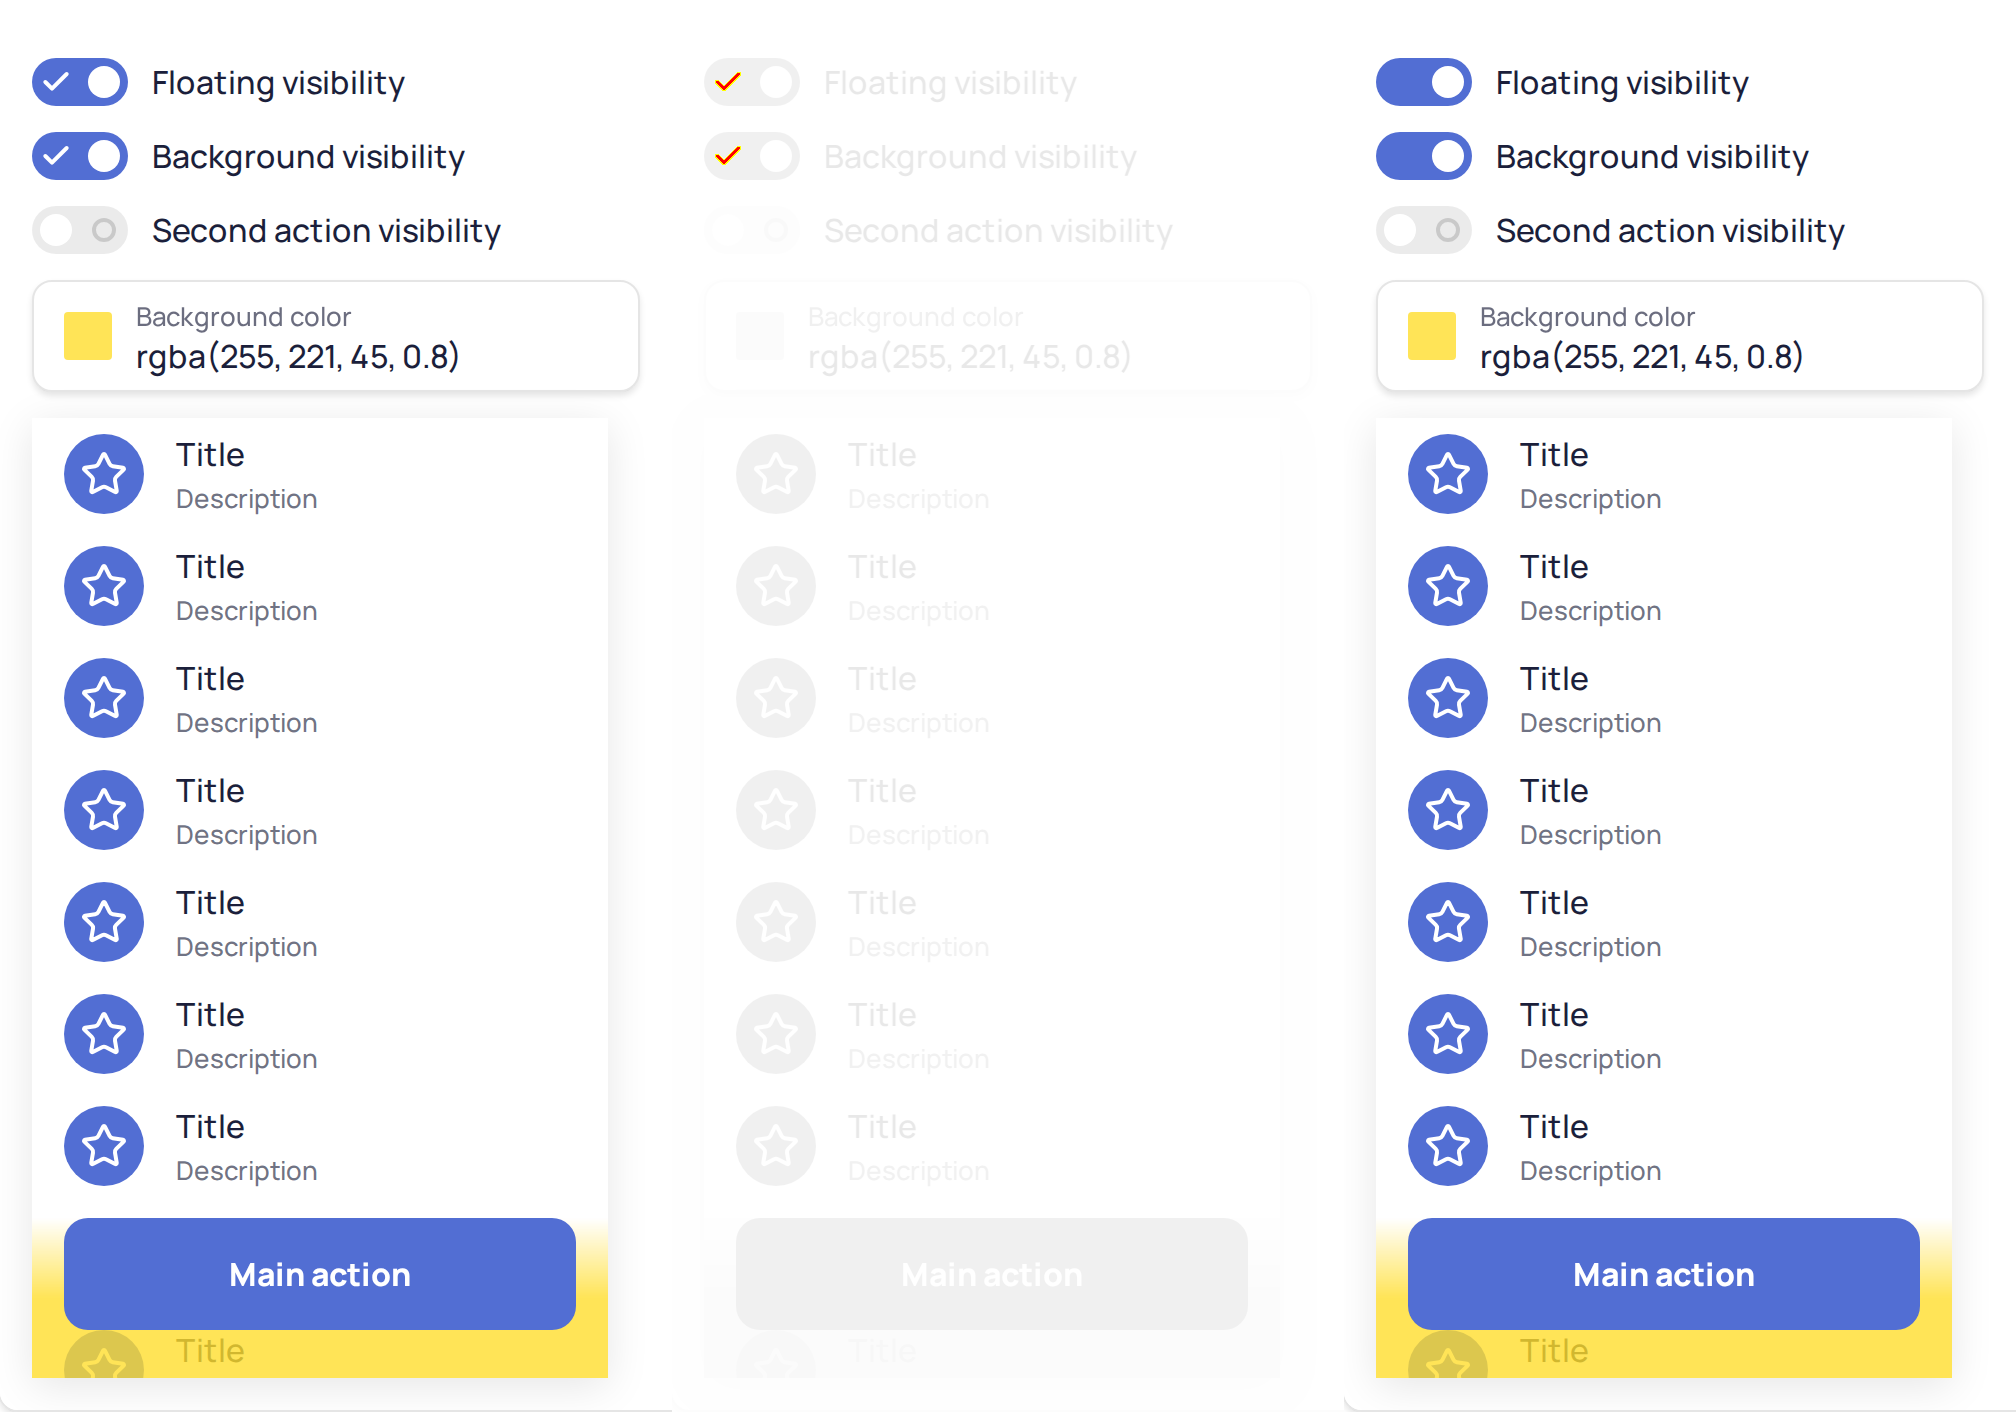 Floating visibility
Background visibility
Second action visibility
Background color
rgba(255, 221, 45, 0.8)
Title
Description
Title
Description
Title
Description
Title
Description
Title
Description
Title
Description
Title
Description
Main action
Title
Floating visibility
Background visibility
Second action visibility
Background color
rgba(255, 221, 45, 0.8)
Title
Description
Title
Description
Title
Description
Title
Description
Title
Description
Title
Description
Title
Description
Main action
Title
Floating visibility
Background visibility
Second action visibility
Background color
rgba(255, 221, 45, 0.8)
Title
Description
Title
Description
Title
Description
Title
Description
Title
Description
Title
Description
Title
Description
Main action
Title